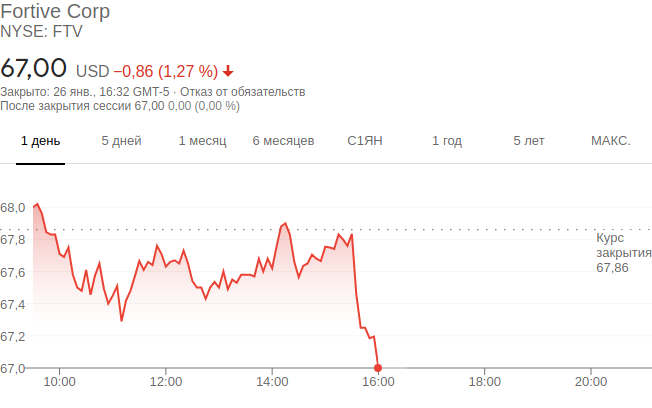 Fortive Corp
NYSE: FTV
67,00 USD −0,86 (1,27 %)
Закрыто: 26 янв., 16:32 GMT-5 · Отказ от обязательств
После закрытия сессии 67,00 0,00 (0,00 %)
1 день 5 дней 1 месяц 6 месяцев С1ЯН 1 год 5 лет МАКС.
68,0
67,8
67,6
67,4
67,2
67,0
Курс
закрытия
67,86
10:00 12:00 14:00 16:00 18:00 20:00